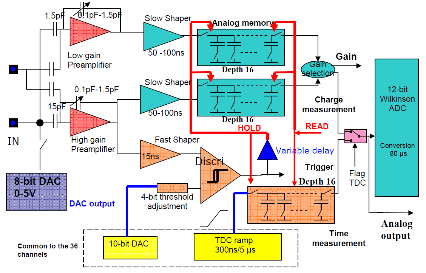 1.5pF
0.1pF-1.5pF
Slow Shaper
Analog memory
Low gain
Preamplifier
50 -100ns
Depth 16
Gain
Gain
selection
Slow Shaper
12-bit
Wilkinson
ADC
Conversion
80 µs
15pF
0.1pF-1.5pF
50-100ns
Depth 16
Charge
measurement
HOLD
READ
IN
High gain
Preamplifier
Fast Shaper
Variable delay
15ns
Discri
Trigger
Depth 16
Flag
TDC
8-bit DAC
0-5V
DAC output
4-bit threshold
adjustment
Time
measurement
Analog
output
Common to the 36
channels
10-bit DAC
TDC ramp
300ns/5 µs